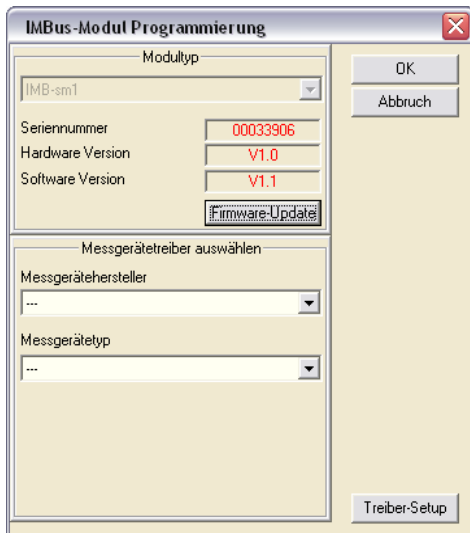 IMBus-Modul Programmierung
Modultyp
IMB-sm1
Seriennummer 00033906
Hardware Version V1.0
Software Version V1.1
Firmware-Update
OK
Abbruch
Messgerätetreiber auswählen
Messgerätehersteller
---
Messgerätetyp
---
Treiber-Setup